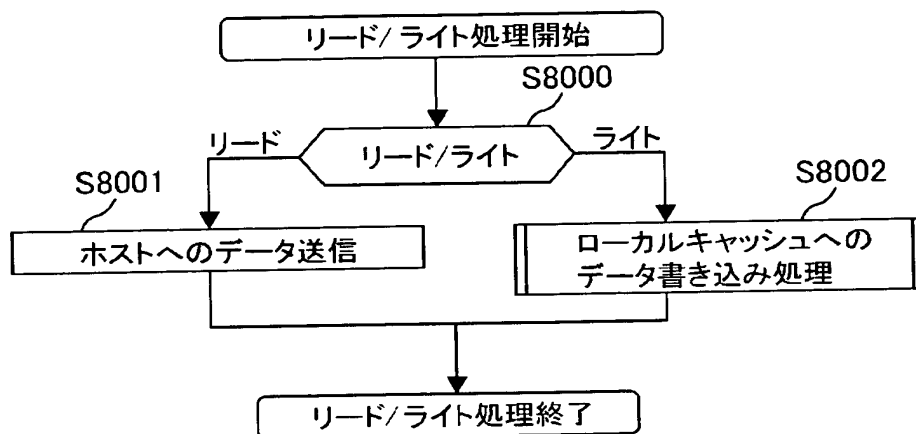 リード/ライト処理開始
S8000
リード
リード/ライト
ライト
S8001
S8002
ホストへのデータ送信
ローカルキャッシュへの
データ書き込み処理
リード/ライト処理終了